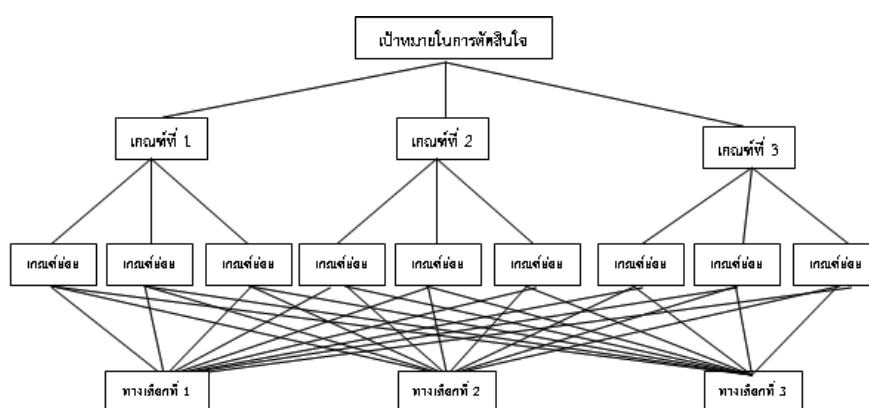 เป้าหมายในการตัดสินใจ
เกณฑ์ที่ 1
เกณฑ์ที่ 2
เกณฑ์ที่ 3
เกณฑ์ย่อย
เกณฑ์ย่อย
เกณฑ์ย่อย
เกณฑ์ย่อย
เกณฑ์ย่อย
เกณฑ์ย่อย
เกณฑ์ย่อย
เกณฑ์ย่อย
เกณฑ์ย่อย
ทางเลือกที่ 1
ทางเลือกที่ 2
ทางเลือกที่ 3